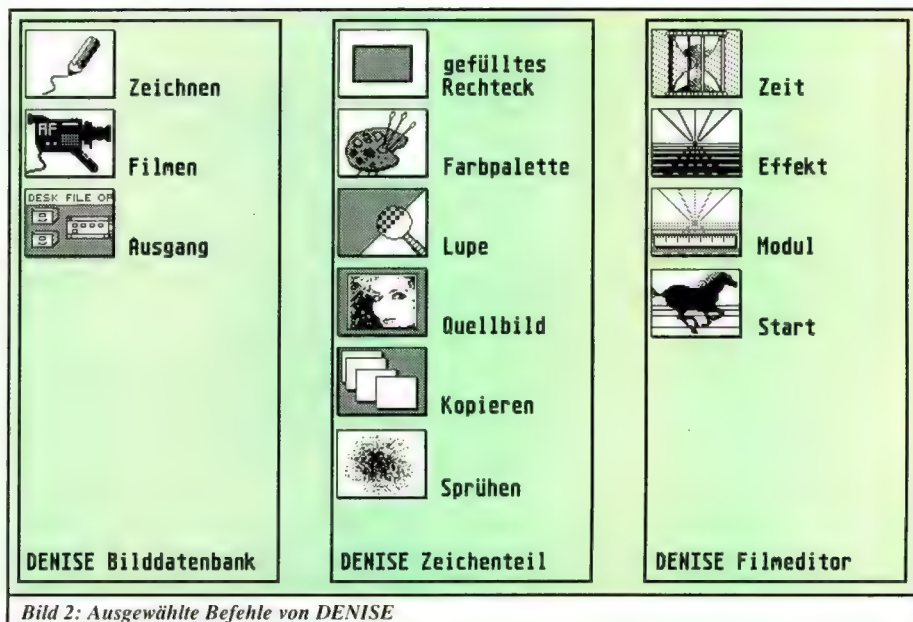 Zeichnen
AF
Filmen
DESK FILE OP
Ausgang
DENISE Bilddatenbank
gefülltes
Rechteck
Farbpalette
Lupe
Quellbild
Kopieren
Sprühen
DENISE Zeichenteil
Zeit
Effekt
Modul
Start
DENISE Filmeditor
Bild 2: Ausgewählte Befehle von DENISE